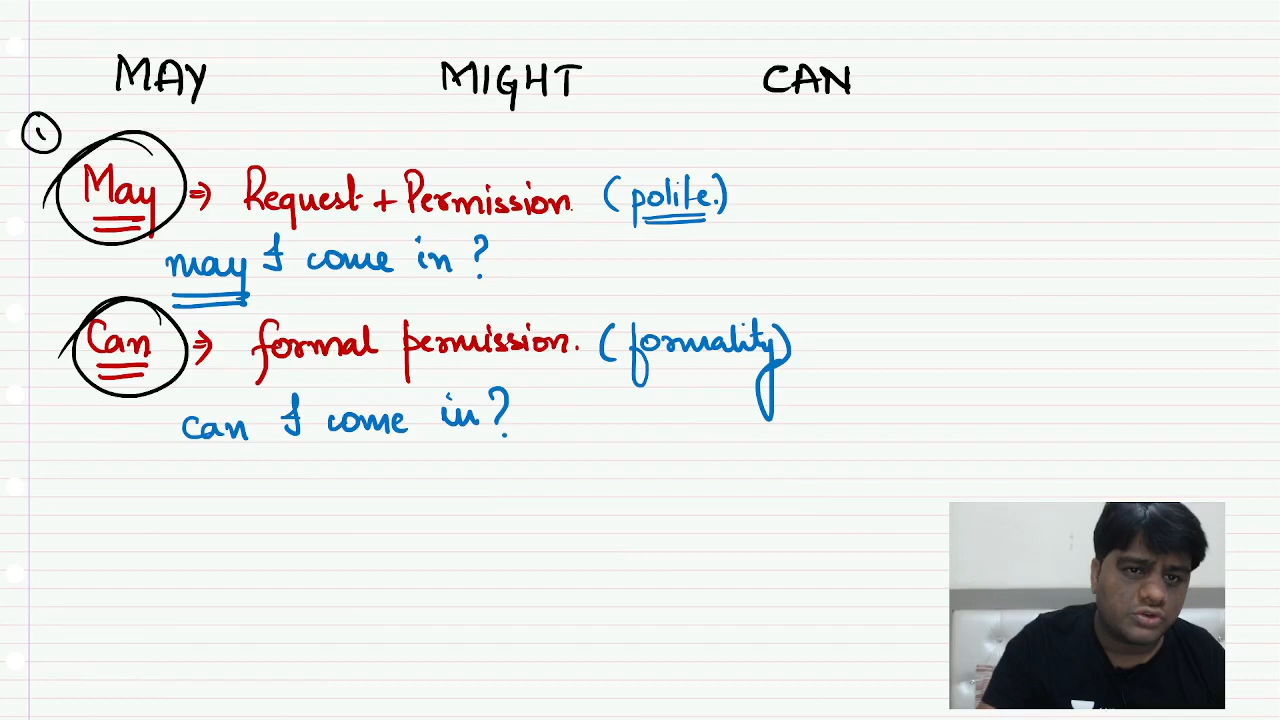 MAY MIGHT CAN
1
May ⇒ Request + Permission (polite.)
may I come in ?
Can ⇒ formal permission. (formality)
can I come in ?